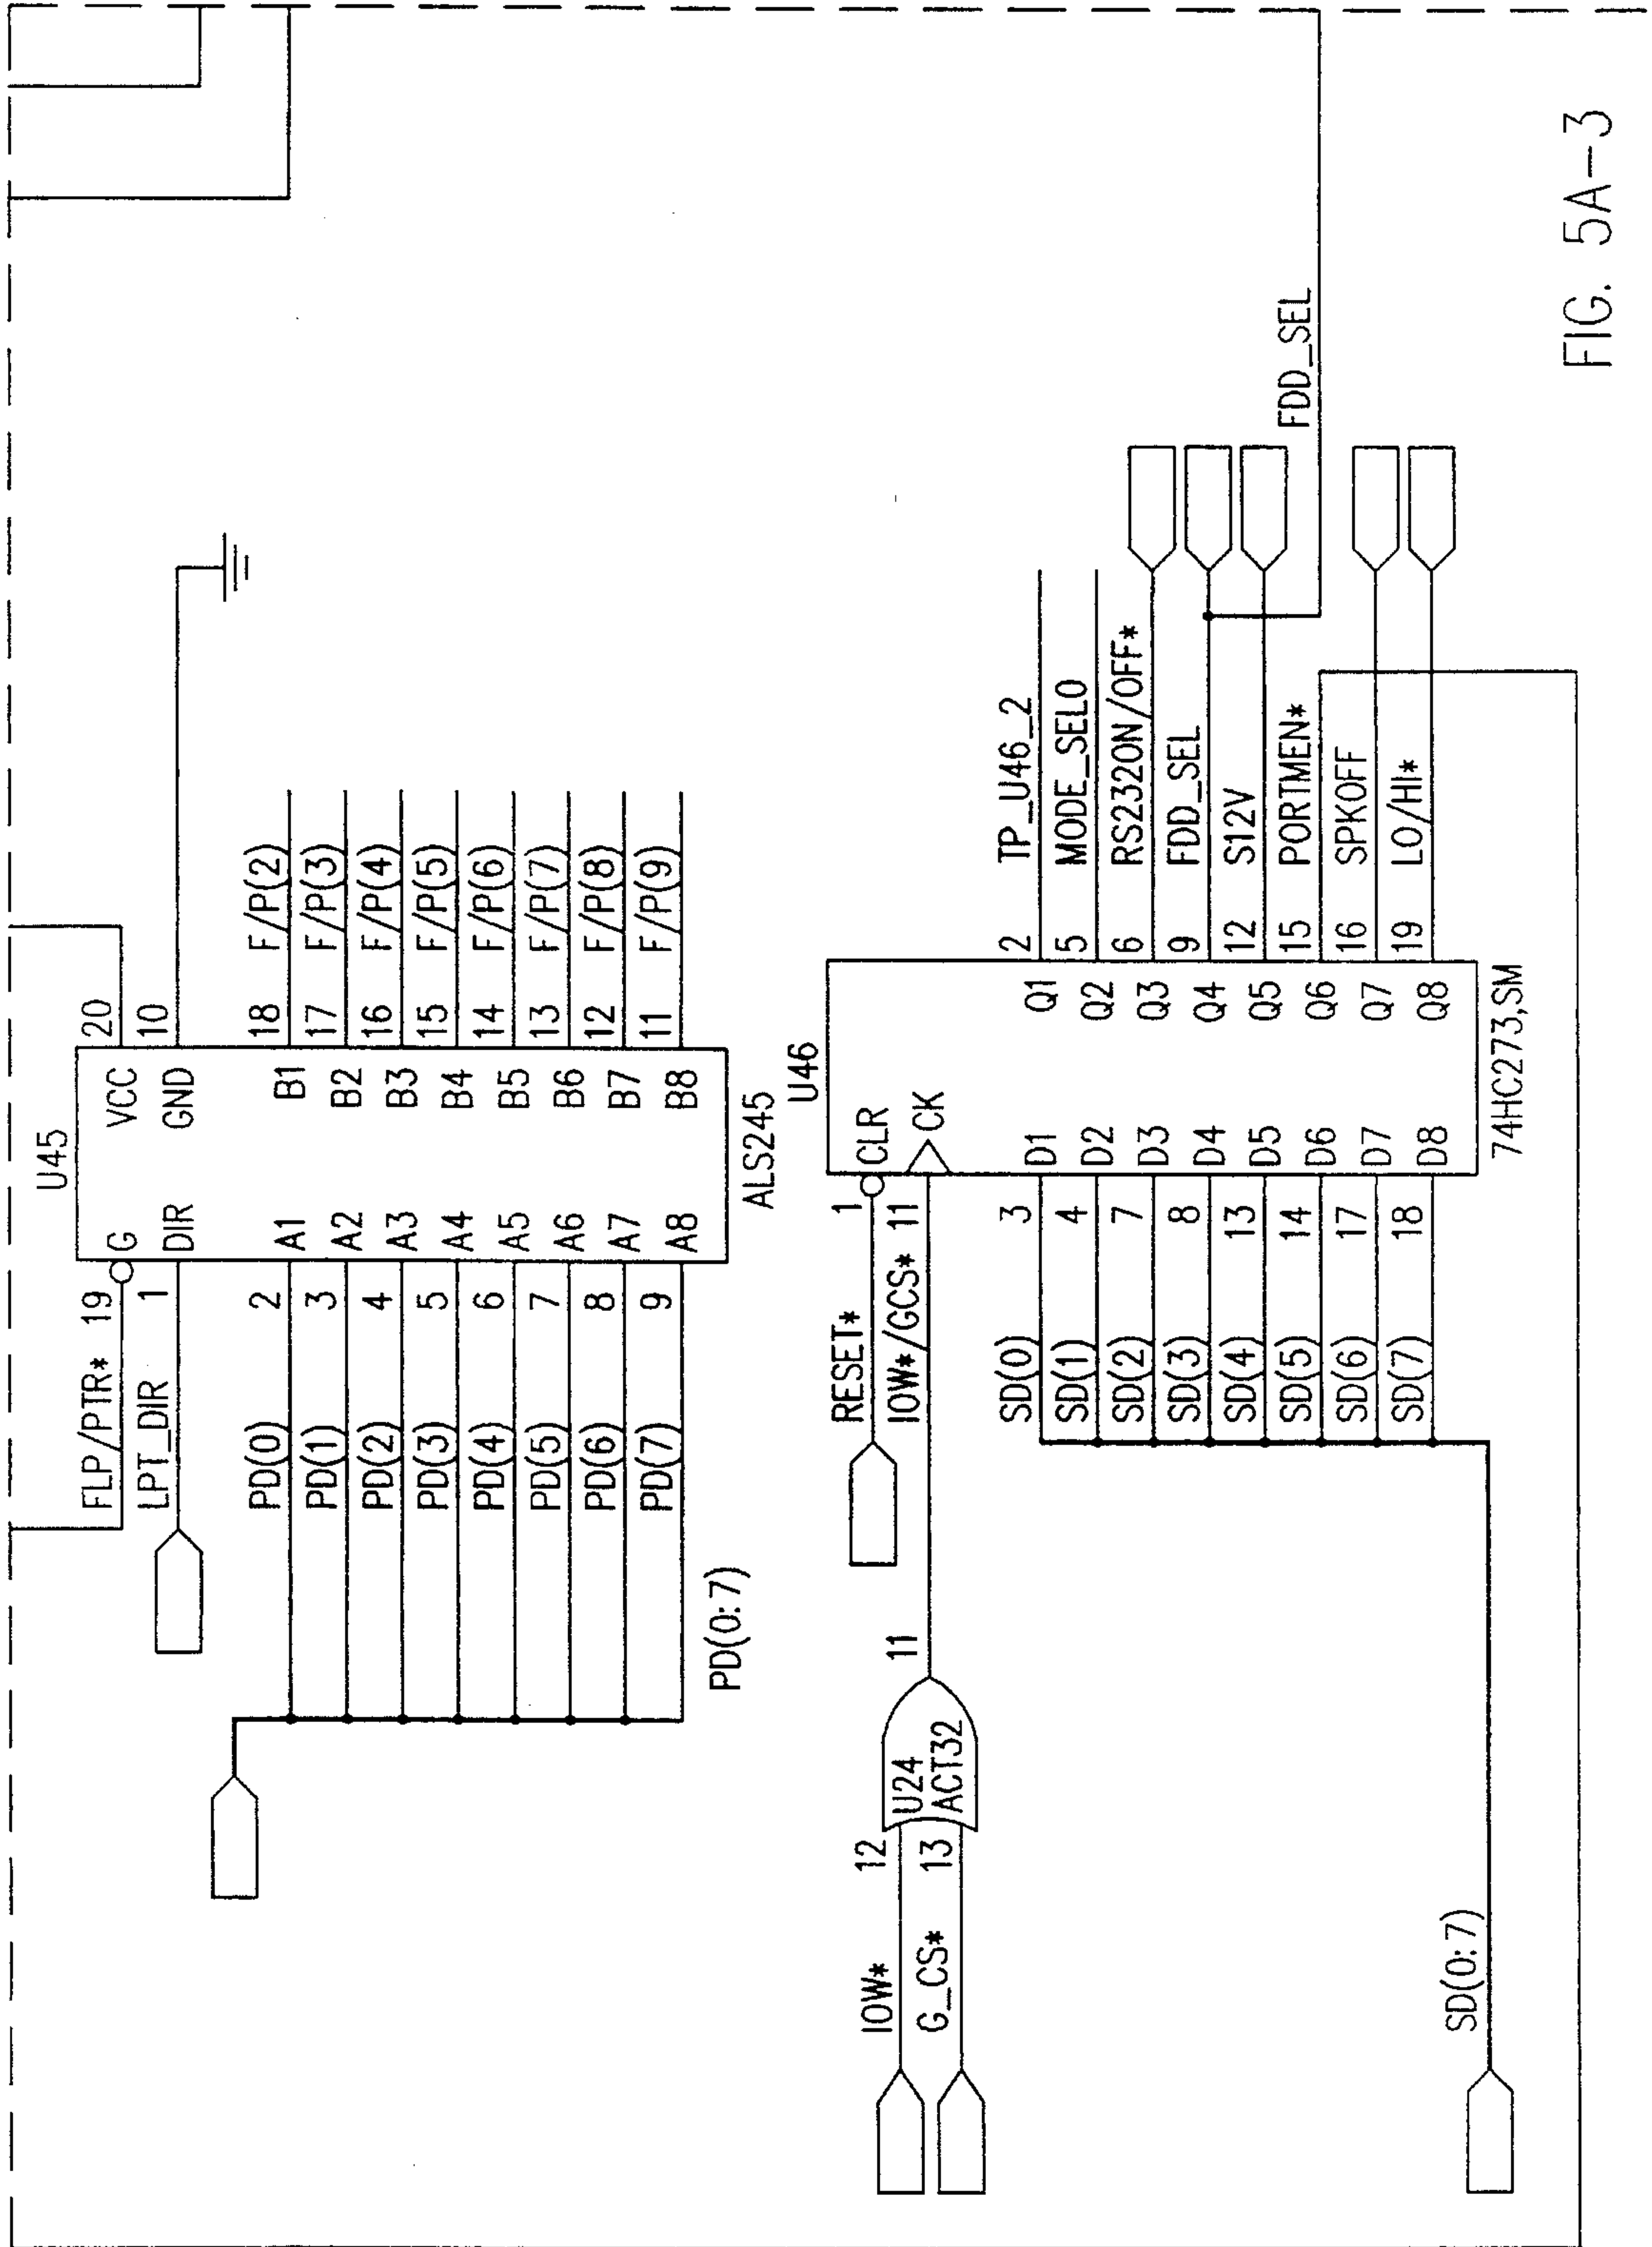 U45
FLP/PTR* 19 G VCC 20
LPT_DIR 1 DIR GND 10
PD(0) 2 A1 B1 18 F/P(2)
PD(1) 3 A2 B2 17 F/P(3)
PD(2) 4 A3 B3 16 F/P(4)
PD(3) 5 A4 B4 15 F/P(5)
PD(4) 6 A5 B5 14 F/P(6)
PD(5) 7 A6 B6 13 F/P(7)
PD(6) 8 A7 B7 12 F/P(8)
PD(7) 9 A8 B8 11 F/P(9)
PD(0:7)
ALS245
U46
RESET* 1 CLR
IOW* 12 U24 11 IOW*/GCS* 11 CK
G_CS* 13 ACT32
SD(0) 3 D1 Q1 2 TP_U46_2
SD(1) 4 D2 Q2 5 MODE_SEL0
SD(2) 7 D3 Q3 6 RS232ON/OFF*
SD(3) 8 D4 Q4 9 FDD_SEL
SD(4) 13 D5 Q5 12 S12V
SD(5) 14 D6 Q6 15 PORTMEN*
FDD_SEL
SD(6) 17 D7 Q7 16 SPKOFF
SD(7) 18 D8 Q8 19 LO/HI*
SD(0:7)
74HC273,SM
FIG. 5A-3